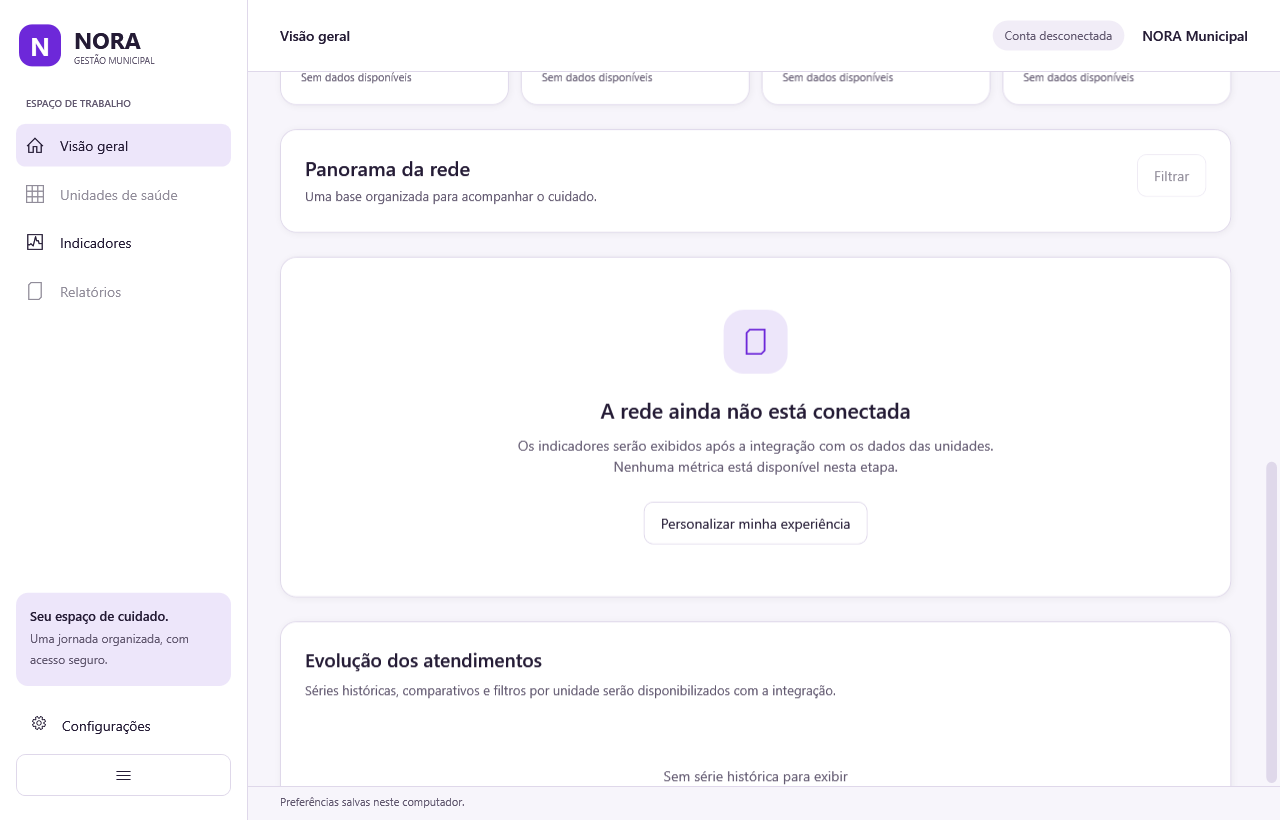 N
NORA
GESTÃO MUNICIPAL
ESPAÇO DE TRABALHO
Visão geral
Unidades de saúde
Indicadores
Relatórios
Seu espaço de cuidado.
Uma jornada organizada, com
acesso seguro.
Configurações
Visão geral
Conta desconectada
NORA Municipal
Sem dados disponíveis
Sem dados disponíveis
Sem dados disponíveis
Sem dados disponíveis
Panorama da rede
Uma base organizada para acompanhar o cuidado.
Filtrar
A rede ainda não está conectada
Os indicadores serão exibidos após a integração com os dados das unidades.
Nenhuma métrica está disponível nesta etapa.
Personalizar minha experiência
Evolução dos atendimentos
Séries históricas, comparativos e filtros por unidade serão disponibilizados com a integração.
Sem série histórica para exibir
Preferências salvas neste computador.